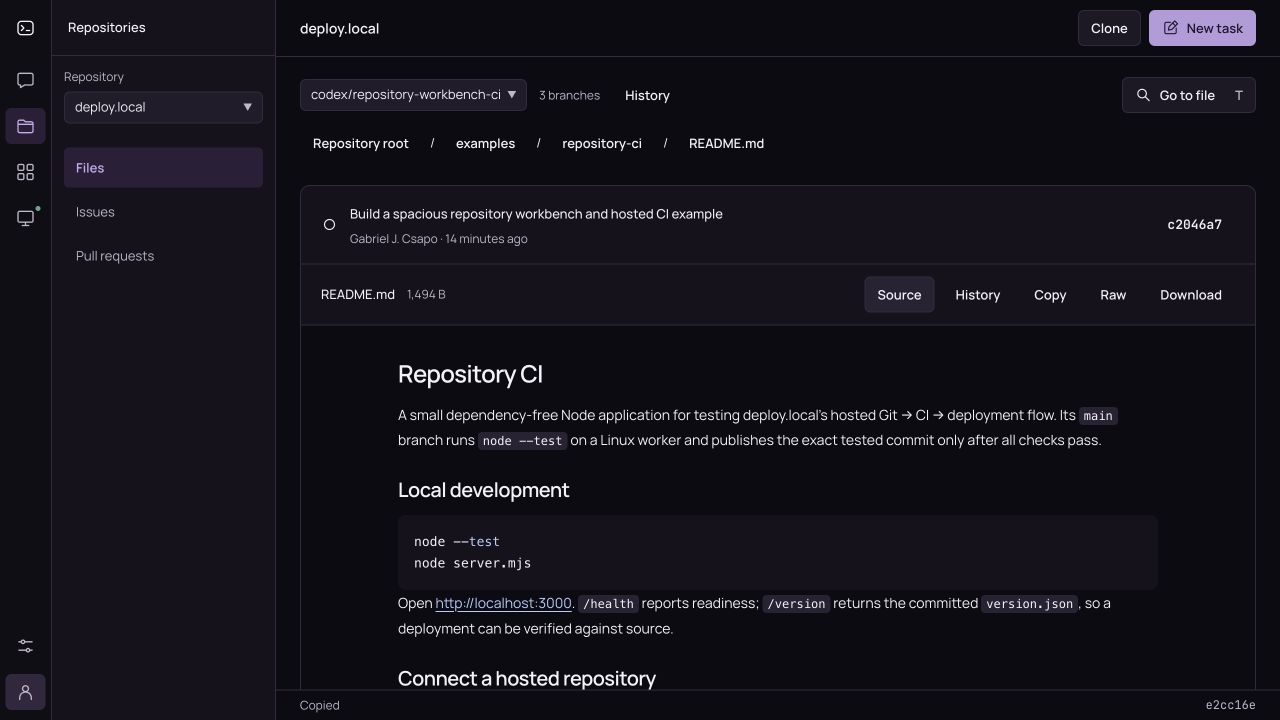 Repositories
deploy.local
Clone
New task
Repository
deploy.local
codex/repository-workbench-ci
3 branches
History
Go to file
T
Files
Issues
Pull requests
Repository root / examples / repository-ci / README.md
Build a spacious repository workbench and hosted CI example
Gabriel J. Csapo · 14 minutes ago
c2046a7
README.md 1,494 B
Source
History
Copy
Raw
Download
Repository CI
A small dependency-free Node application for testing deploy.local's hosted Git → CI → deployment flow. Its main
branch runs node --test on a Linux worker and publishes the exact tested commit only after all checks pass.
Local development
node --test
node server.mjs
Open http://localhost:3000. /health reports readiness; /version returns the committed version.json, so a
deployment can be verified against source.
Connect a hosted repository
Copied
e2cc16e